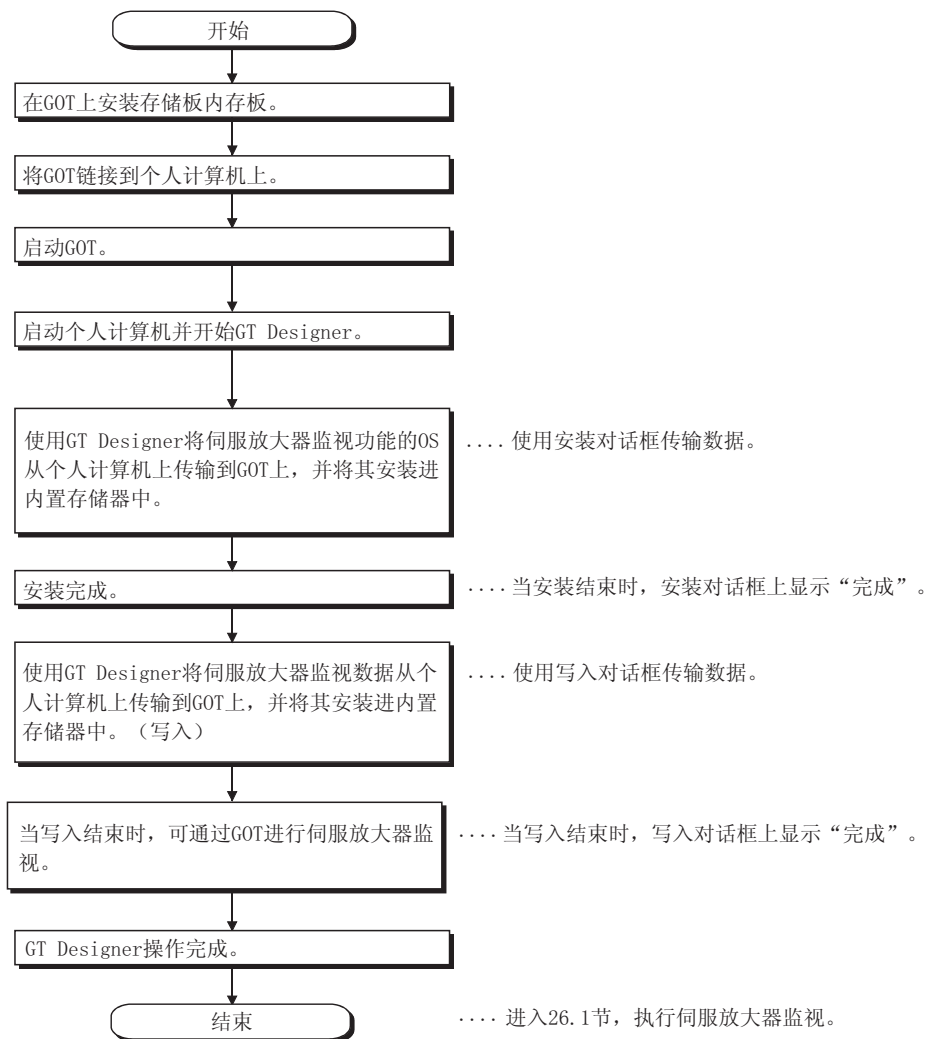 开始
在GOT上安装存储板内存板。
将GOT链接到个人计算机上。
启动GOT。
启动个人计算机并开始GT Designer。
使用GT Designer将伺服放大器监视功能的OS
从个人计算机上传输到GOT上，并将其安装进
内置存储器中。
.... 使用安装对话框传输数据。
安装完成。
.... 当安装结束时，安装对话框上显示“完成”。
使用GT Designer将伺服放大器监视数据从个
人计算机上传输到GOT上，并将其安装进内置
存储器中。（写入）
.... 使用写入对话框传输数据。
当写入结束时，可通过GOT进行伺服放大器监
视。
.... 当写入结束时，写入对话框上显示“完成”。
GT Designer操作完成。
结束
.... 进入26.1节，执行伺服放大器监视。